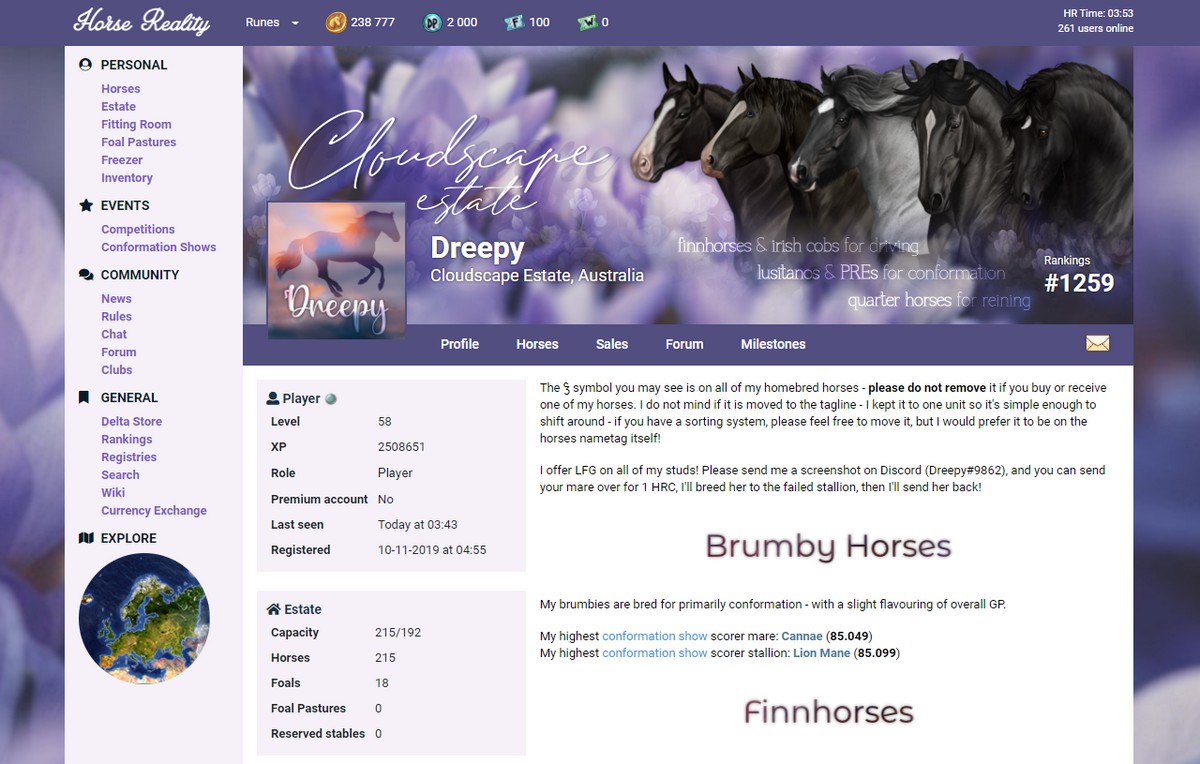 Horse Reality
Runes
238 777
2 000
100
0
HR Time: 03:53
261 users online
PERSONAL
Horses
Estate
Fitting Room
Foal Pastures
Freezer
Inventory
EVENTS
Competitions
Conformation Shows
COMMUNITY
News
Rules
Chat
Forum
Clubs
GENERAL
Delta Store
Rankings
Registries
Search
Wiki
Currency Exchange
EXPLORE
Cloudscape
estate
Dreepy
Dreepy
Cloudscape Estate, Australia
finnhorses & irish cobs for driving
lusitanos & PREs for conformation
quarter horses for reining
Rankings
#1259
Profile Horses Sales Forum Milestones
Player
Level 58
XP 2508651
Role Player
Premium account No
Last seen Today at 03:43
Registered 10-11-2019 at 04:55
Estate
Capacity 215/192
Horses 215
Foals 18
Foal Pastures 0
Reserved stables 0
The symbol you may see is on all of my homebred horses - please do not remove it if you buy or receive
one of my horses. I do not mind if it is moved to the tagline - I kept it to one unit so it's simple enough to
shift around - if you have a sorting system, please feel free to move it, but I would prefer it to be on the
horses nametag itself!
I offer LFG on all of my studs! Please send me a screenshot on Discord (Dreepy#9862), and you can send
your mare over for 1 HRC, I'll breed her to the failed stallion, then I'll send her back!
Brumby Horses
My brumbies are bred for primarily conformation - with a slight flavouring of overall GP.
My highest conformation show scorer mare: Cannae (85.049)
My highest conformation show scorer stallion: Lion Mane (85.099)
Finnhorses